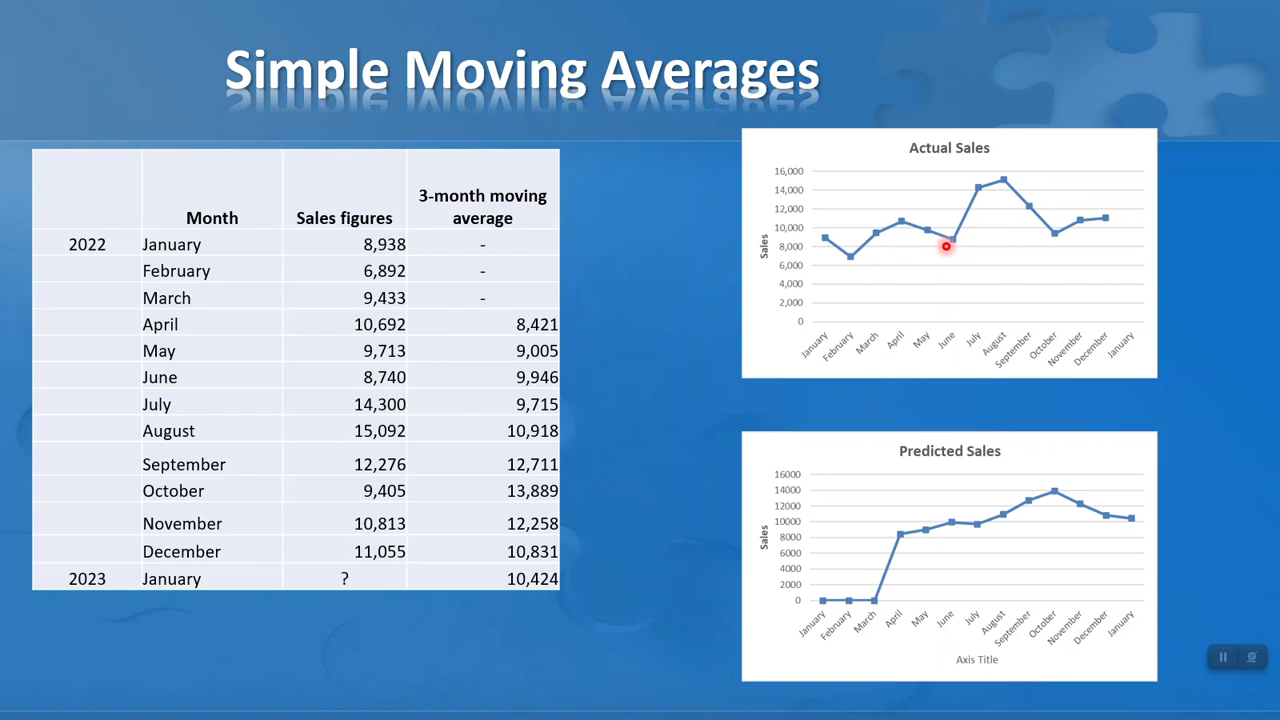 Simple Moving Averages
Month Sales figures 3-month moving average
2022 January 8,938 -
February 6,892 -
March 9,433 -
April 10,692 8,421
May 9,713 9,005
June 8,740 9,946
July 14,300 9,715
August 15,092 10,918
September 12,276 12,711
October 9,405 13,889
November 10,813 12,258
December 11,055 10,831
2023 January ? 10,424
Actual Sales
16,000
14,000
12,000
10,000
8,000
6,000
4,000
2,000
0
Sales
January February March April May June July August September October November December January
Predicted Sales
16000
14000
12000
10000
8000
6000
4000
2000
0
Sales
January February March April May June July August September October November December January
Axis Title